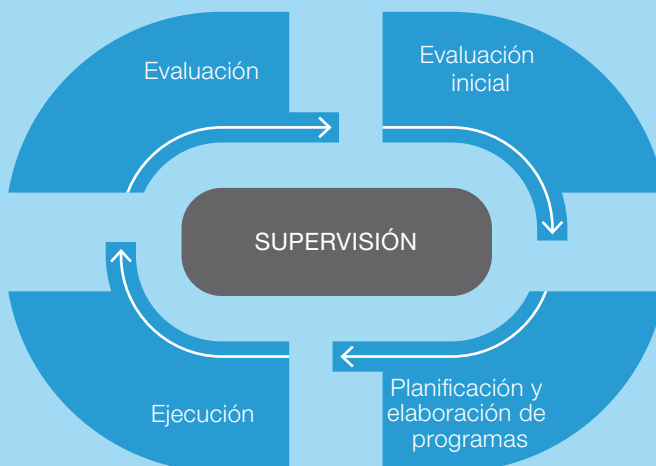 Evaluación
Evaluación
inicial
SUPERVISIÓN
Ejecución
Planificación y
elaboración de
programas